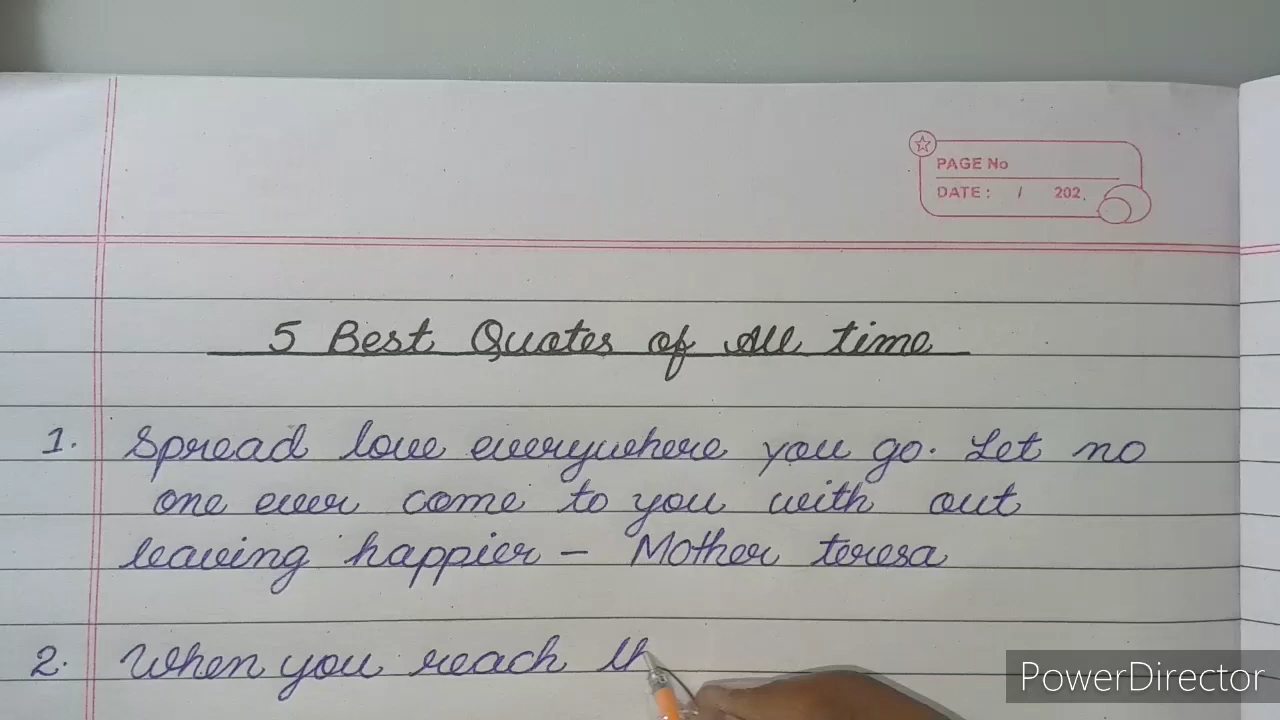 PAGE No
DATE: / 202
5 Best Quotes of All time
1. Spread love everywhere you go. Let no
one ever come to you with out
leaving happier - Mother teresa
2. When you reach th
PowerDirector